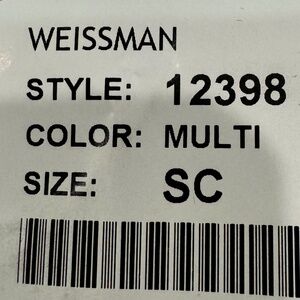 WEISSMAN
STYLE: 12398
COLOR: MULTI
SIZE: SC